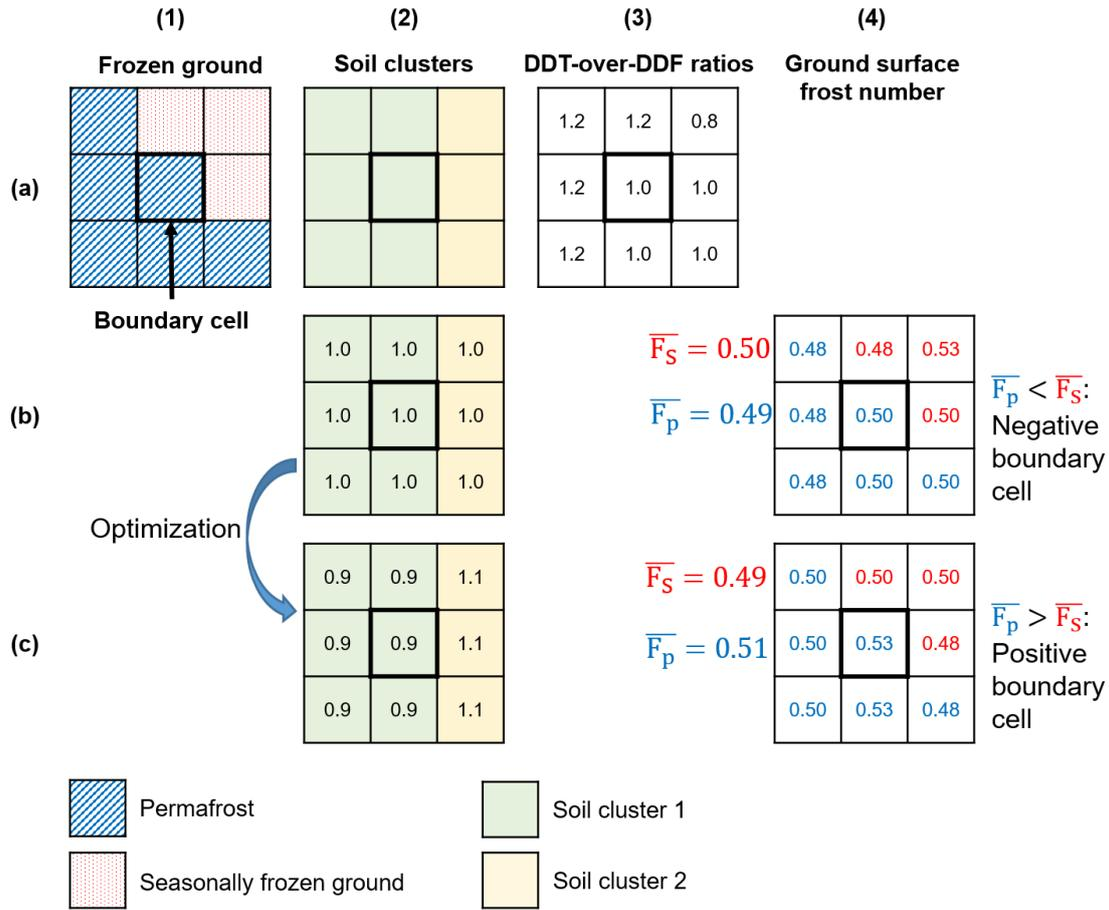 (1) (2) (3) (4)
Frozen ground Soil clusters DDT-over-DDF ratios Ground surface
frost number
(a)
1.2 1.2 0.8
1.2 1.0 1.0
1.2 1.0 1.0
Boundary cell
(b)
1.0 1.0 1.0
1.0 1.0 1.0
1.0 1.0 1.0
F̅S̅ = 0.50
F̅p̅ = 0.49
0.48 0.48 0.53
0.48 0.50 0.50
0.48 0.50 0.50
F̅p̅ < F̅S̅:
Negative
boundary
cell
Optimization
(c)
0.9 0.9 1.1
0.9 0.9 1.1
0.9 0.9 1.1
F̅S̅ = 0.49
F̅p̅ = 0.51
0.50 0.50 0.50
0.50 0.53 0.48
0.50 0.53 0.48
F̅p̅ > F̅S̅:
Positive
boundary
cell
Permafrost
Soil cluster 1
Seasonally frozen ground
Soil cluster 2